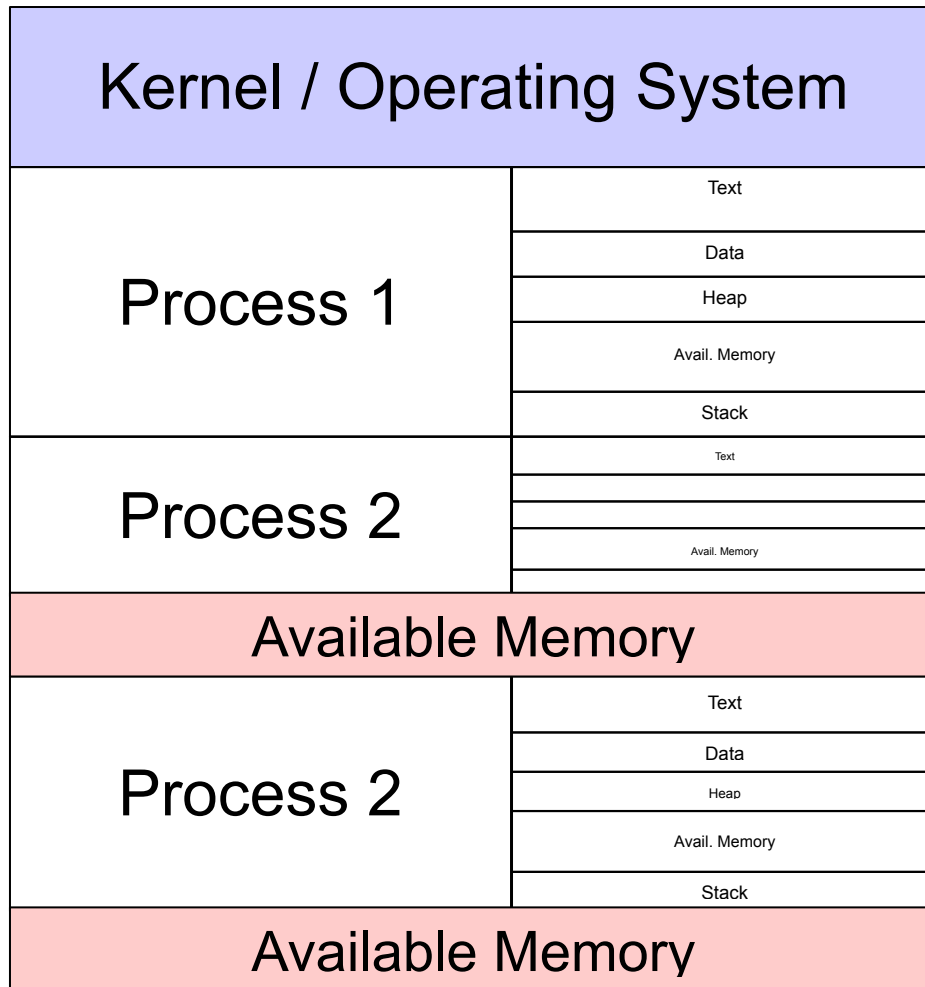 Kernel / Operating System
Process 1
Text
Data
Heap
Avail. Memory
Stack
Process 2
Text
Avail. Memory
Available Memory
Process 2
Text
Data
Heap
Avail. Memory
Stack
Available Memory